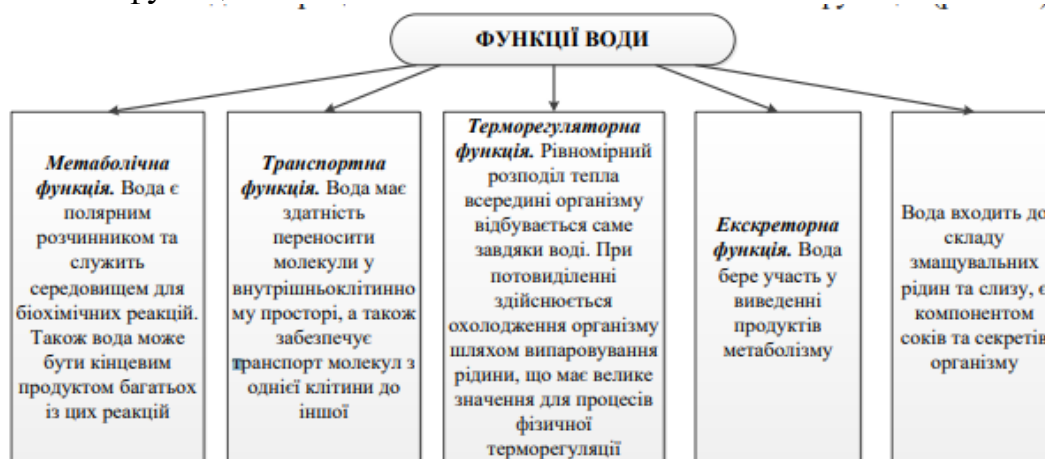 ФУНКЦІЇ ВОДИ
Метаболічна
функція. Вода є
полярним
розчинником та
служить
середовищем для
біохімічних реакцій.
Також вода може
бути кінцевим
продуктом багатьох
із цих реакцій
Транспортна
функція. Вода має
здатність
переносити
молекули у
внутрішньоклітинно
му просторі, а також
забезпечує
транспорт молекул з
однієї клітини до
іншої
Терморегуляторна
функція. Рівномірний
розподіл тепла
всередині організму
відбувається саме
завдяки воді. При
потовиділенні
здійснюється
охолодження організму
шляхом випаровування
рідини, що має велике
значення для процесів
фізичної
терморегуляції
Екскреторна
функція. Вода
бере участь у
виведенні
продуктів
метаболізму
Вода входить до
складу
змащувальних
рідин та слизу, є
компонентом
соків та секретів
організму